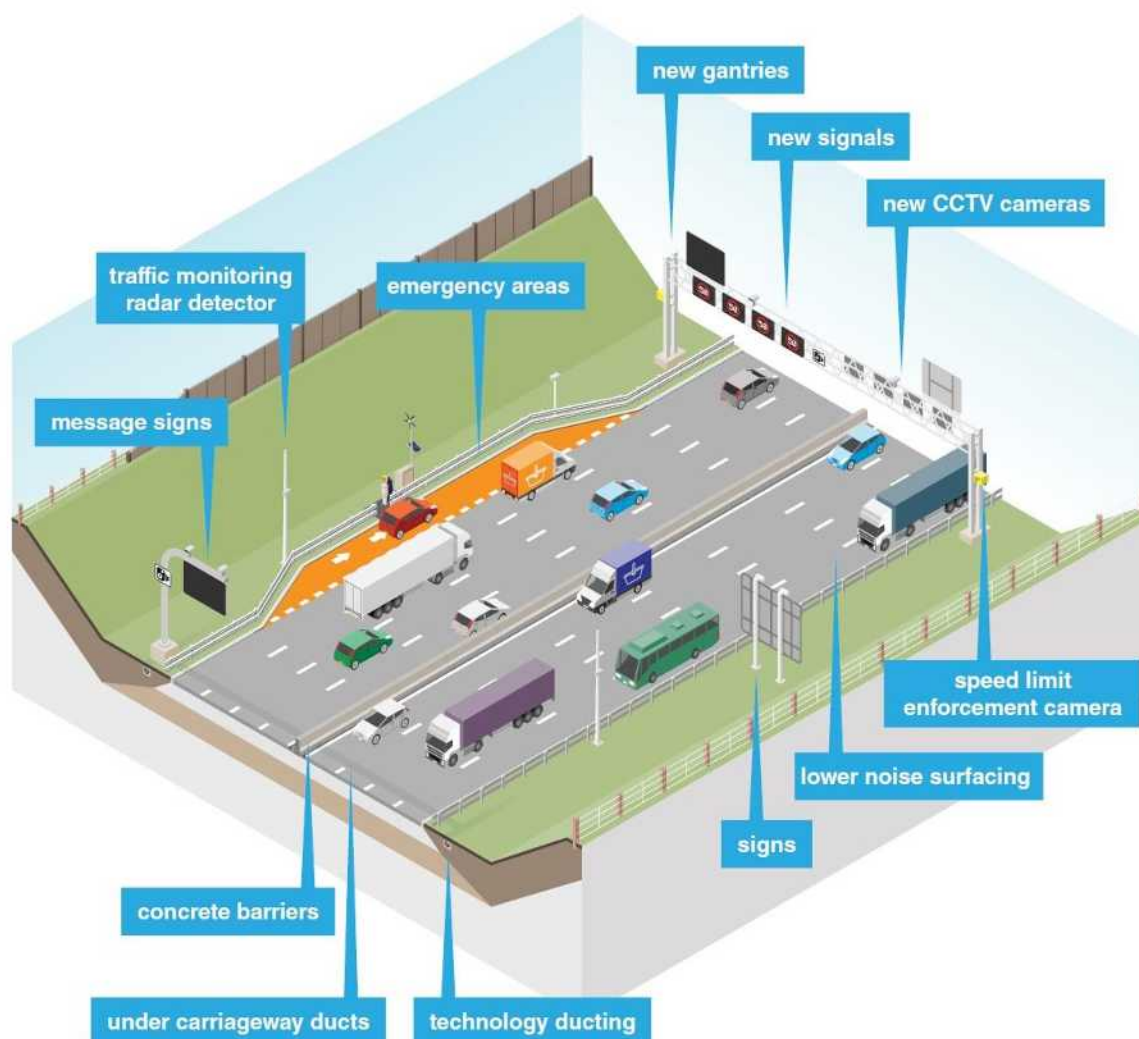 new gantries
new signals
new CCTV cameras
traffic monitoring
radar detector
emergency areas
message signs
speed limit
enforcement camera
lower noise surfacing
signs
concrete barriers
under carriageway ducts
technology ducting